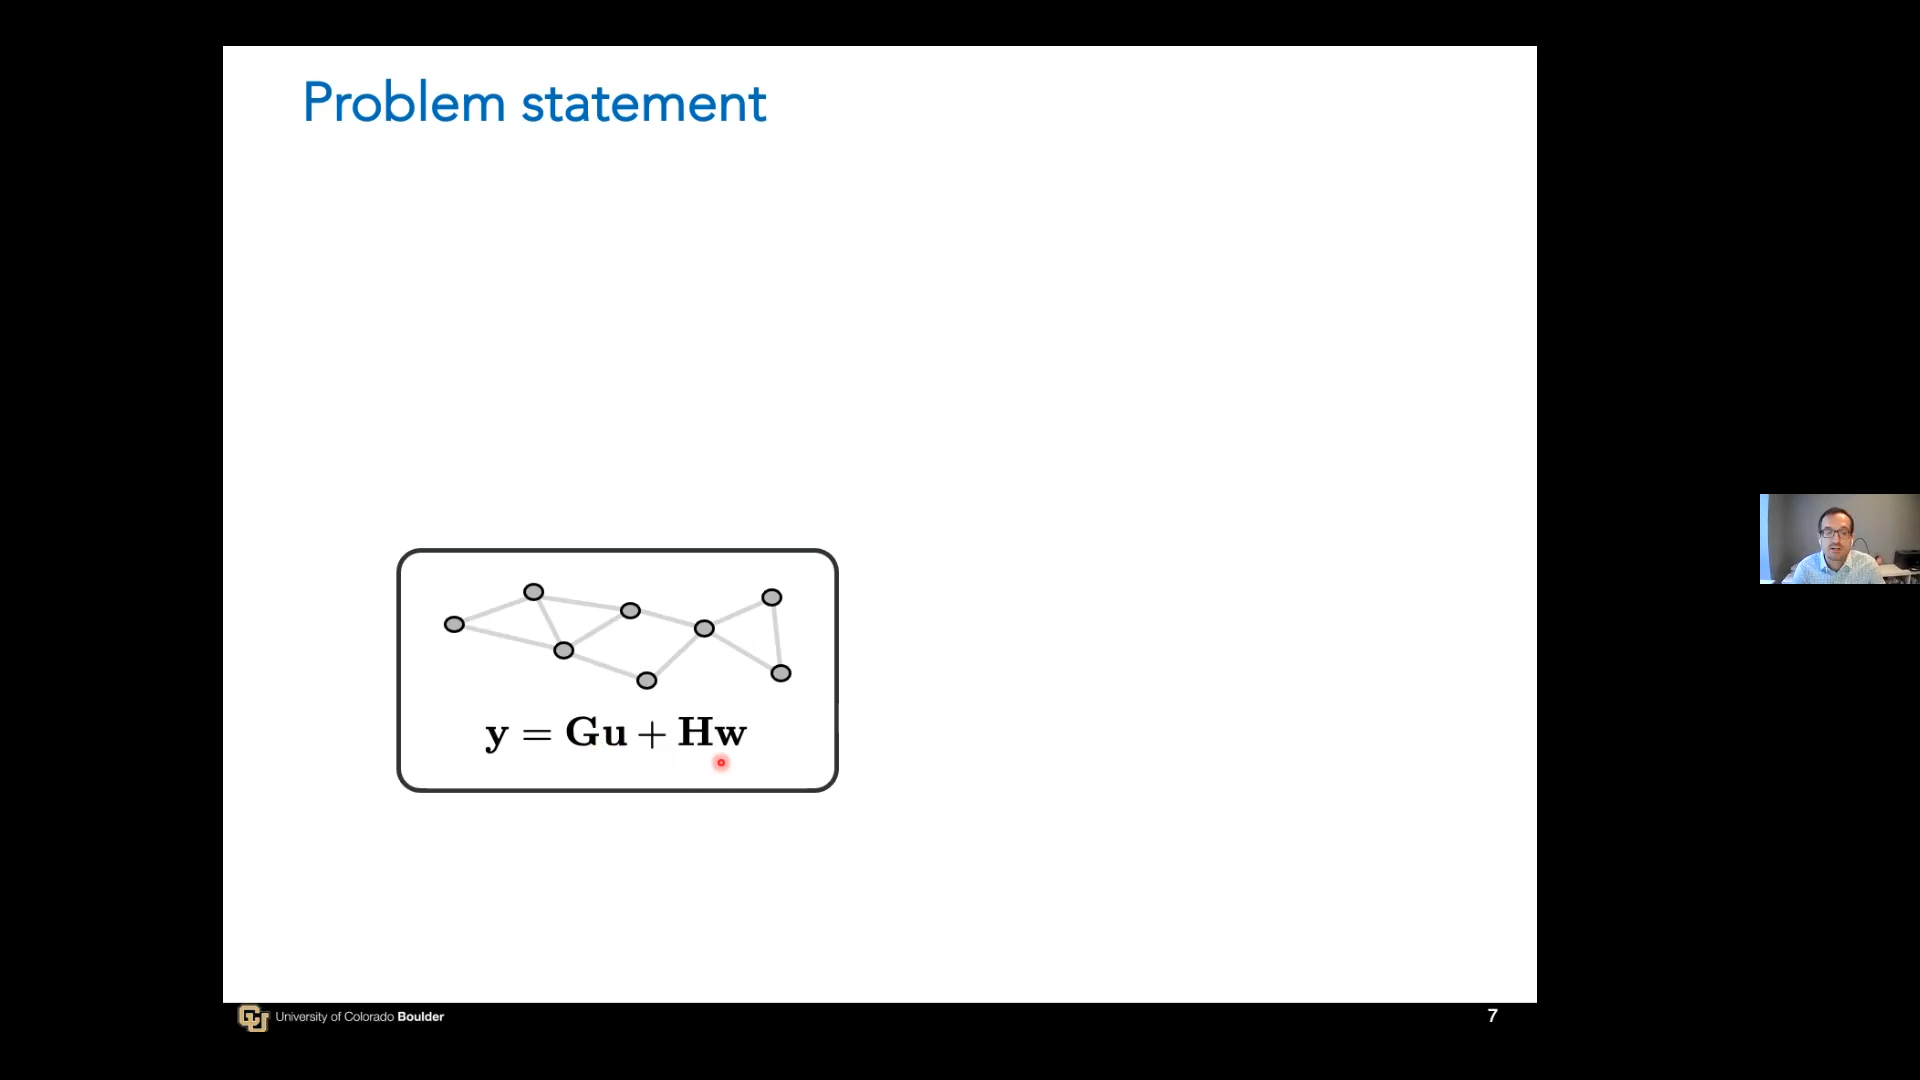 Problem statement
y = Gu + Hw
University of Colorado Boulder
7